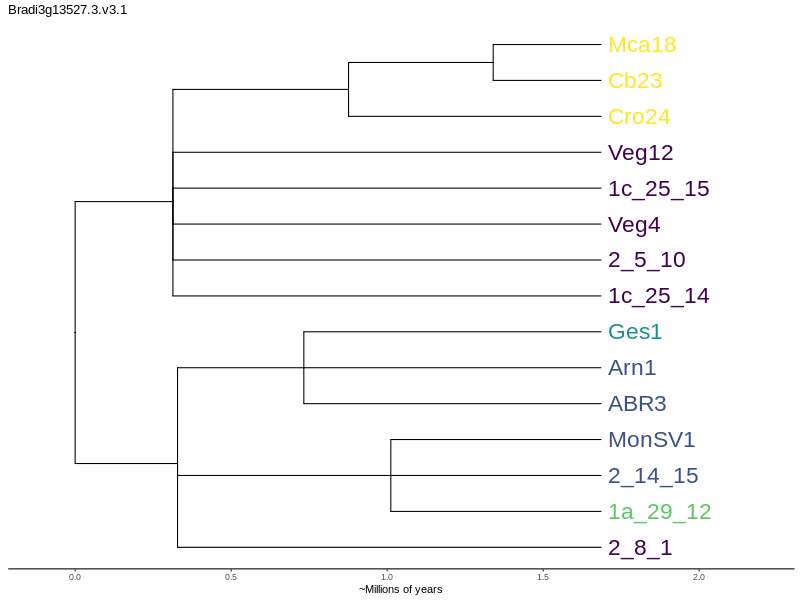 Bradi3g13527.3.v3.1
Mca18
Cb23
Cro24
Veg12
1c_25_15
Veg4
2_5_10
1c_25_14
Ges1
Arn1
ABR3
MonSV1
2_14_15
1a_29_12
2_8_1
0.0 0.5 1.0 1.5 2.0
~Millions of years